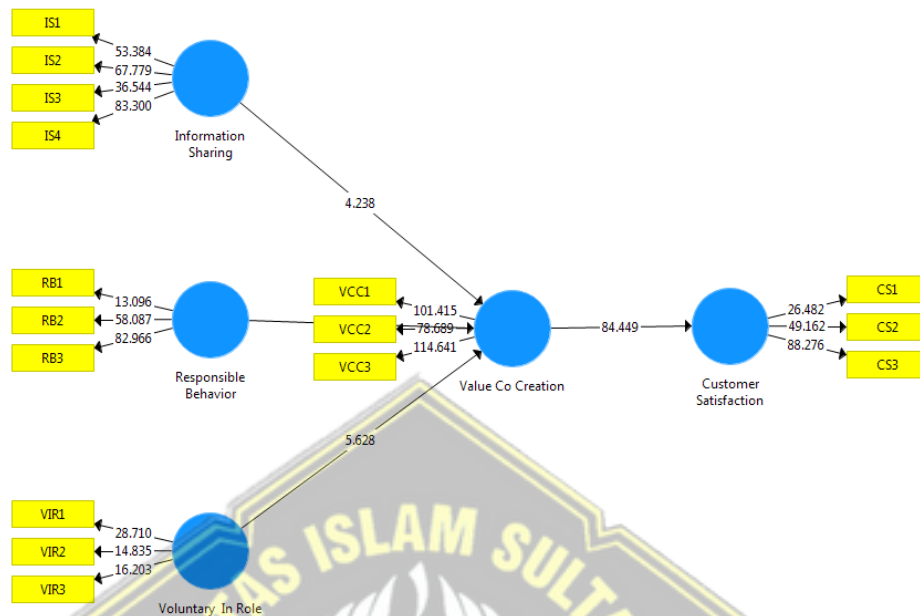 IS1
IS2
IS3
IS4
53.384
67.779
36.544
83.300
Information
Sharing
4.238
RB1
RB2
RB3
13.096
58.087
82.966
Responsible
Behavior
VCC1
VCC2
VCC3
101.415
78.689
114.641
Value Co Creation
84.449
26.482
49.162
88.276
CS1
CS2
CS3
Customer
Satisfaction
5.628
VIR1
VIR2
VIR3
28.710
14.835
16.203
Voluntary In Role
TAS ISLAM SULTA